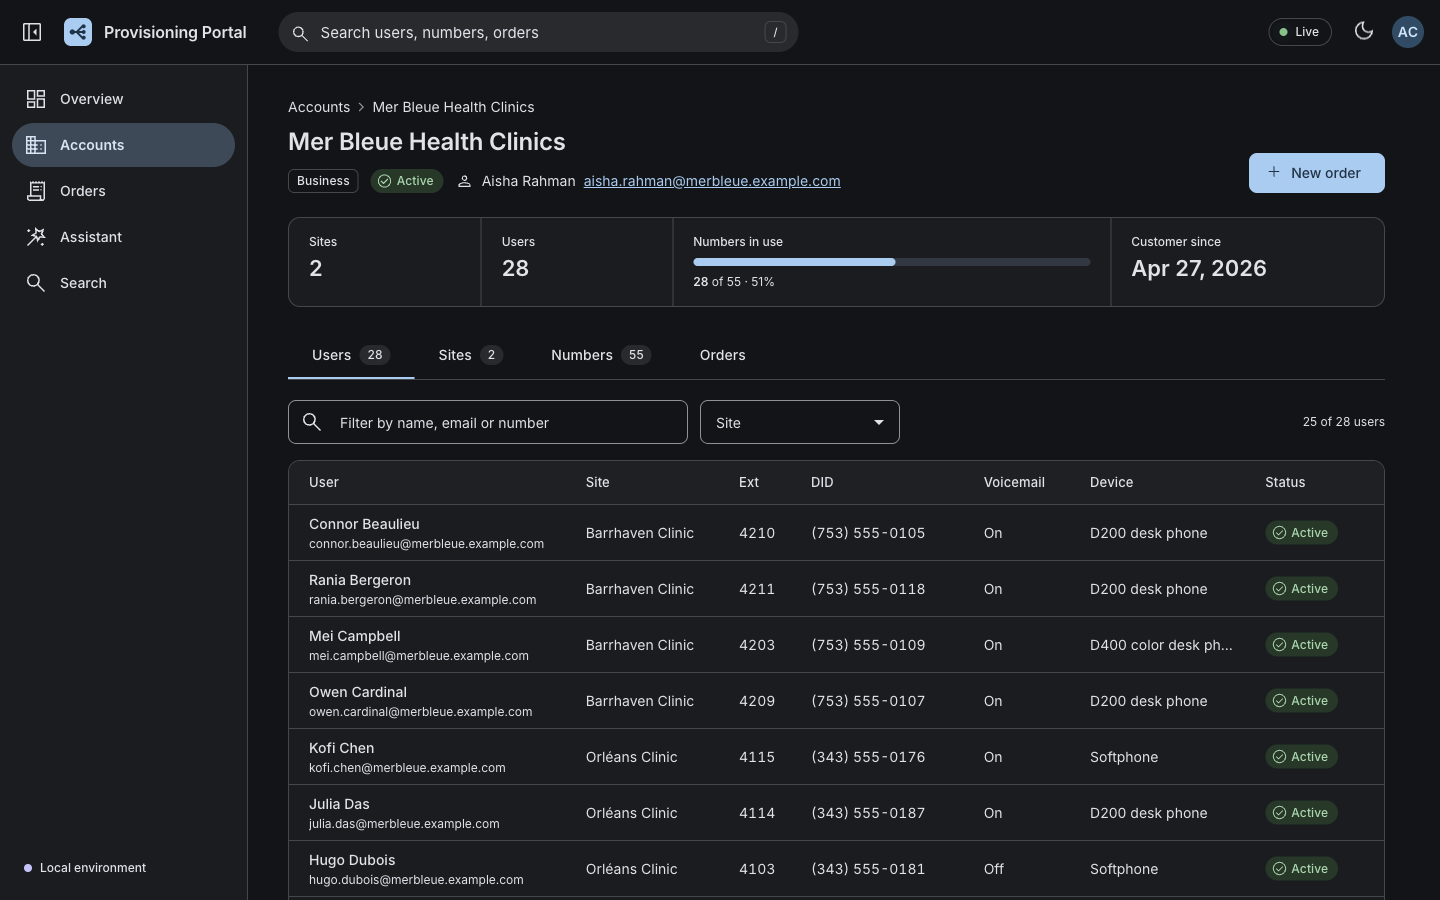 Provisioning Portal
Search users, numbers, orders
/
Live
AC
Overview
Accounts
Orders
Assistant
Search
Local environment
Accounts > Mer Bleue Health Clinics
Mer Bleue Health Clinics
Business
Active
Aisha Rahman aisha.rahman@merbleue.example.com
+ New order
Sites
2
Users
28
Numbers in use
28 of 55 · 51%
Customer since
Apr 27, 2026
Users 28
Sites 2
Numbers 55
Orders
Filter by name, email or number
Site
25 of 28 users
User Site Ext DID Voicemail Device Status
Connor Beaulieu
connor.beaulieu@merbleue.example.com
Barrhaven Clinic 4210 (753) 555-0105 On D200 desk phone Active
Rania Bergeron
rania.bergeron@merbleue.example.com
Barrhaven Clinic 4211 (753) 555-0118 On D200 desk phone Active
Mei Campbell
mei.campbell@merbleue.example.com
Barrhaven Clinic 4203 (753) 555-0109 On D400 color desk ph... Active
Owen Cardinal
owen.cardinal@merbleue.example.com
Barrhaven Clinic 4209 (753) 555-0107 On D200 desk phone Active
Kofi Chen
kofi.chen@merbleue.example.com
Orléans Clinic 4115 (343) 555-0176 On Softphone Active
Julia Das
julia.das@merbleue.example.com
Orléans Clinic 4114 (343) 555-0187 On D200 desk phone Active
Hugo Dubois
hugo.dubois@merbleue.example.com
Orléans Clinic 4103 (343) 555-0181 Off Softphone Active